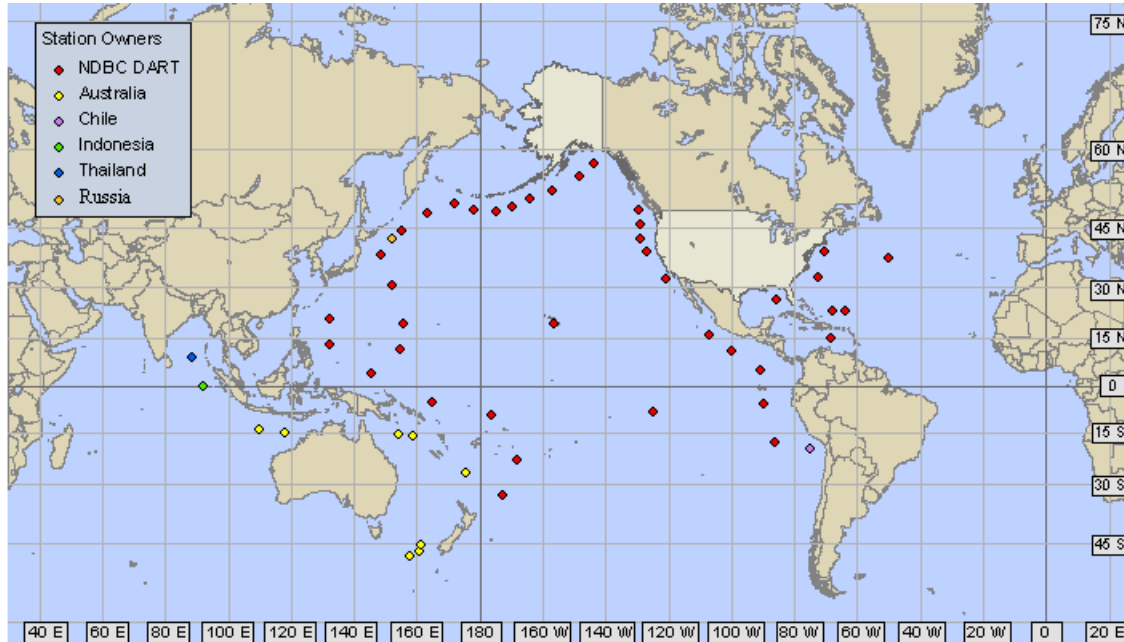 Station Owners
NDBC DART
Australia
Chile
Indonesia
Thailand
Russia
75 N
60 N
45 N
30 N
15 N
0
15 S
30 S
45 S
40 E 60 E 80 E 100 E 120 E 140 E 160 E 180 160 W 140 W 120 W 100 W 80 W 60 W 40 W 20 W 0 20 E